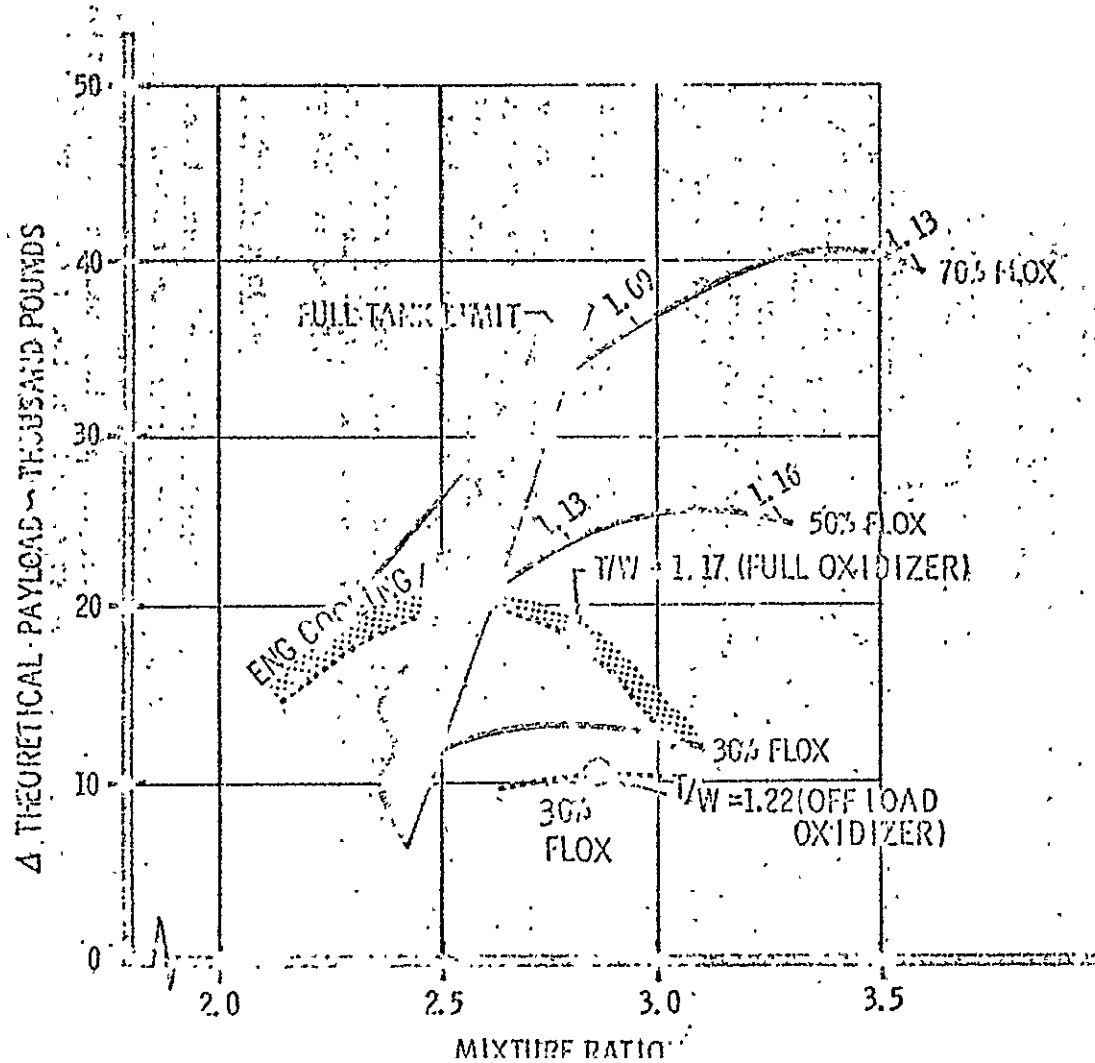 50
40
30
20
10
0
Δ THEORETICAL PAYLOAD ~ THOUSAND POUNDS
2.0
2.5
3.0
3.5
MIXTURE RATIO
FULL TANK LIMIT
1.09
1.13
70% FLOX
1.13
1.16
50% FLOX
T/W = 1.17 (FULL OXIDIZER)
ENG COOLING
30% FLOX
30%
FLOX
T/W =1.22(OFF LOAD
OXIDIZER)